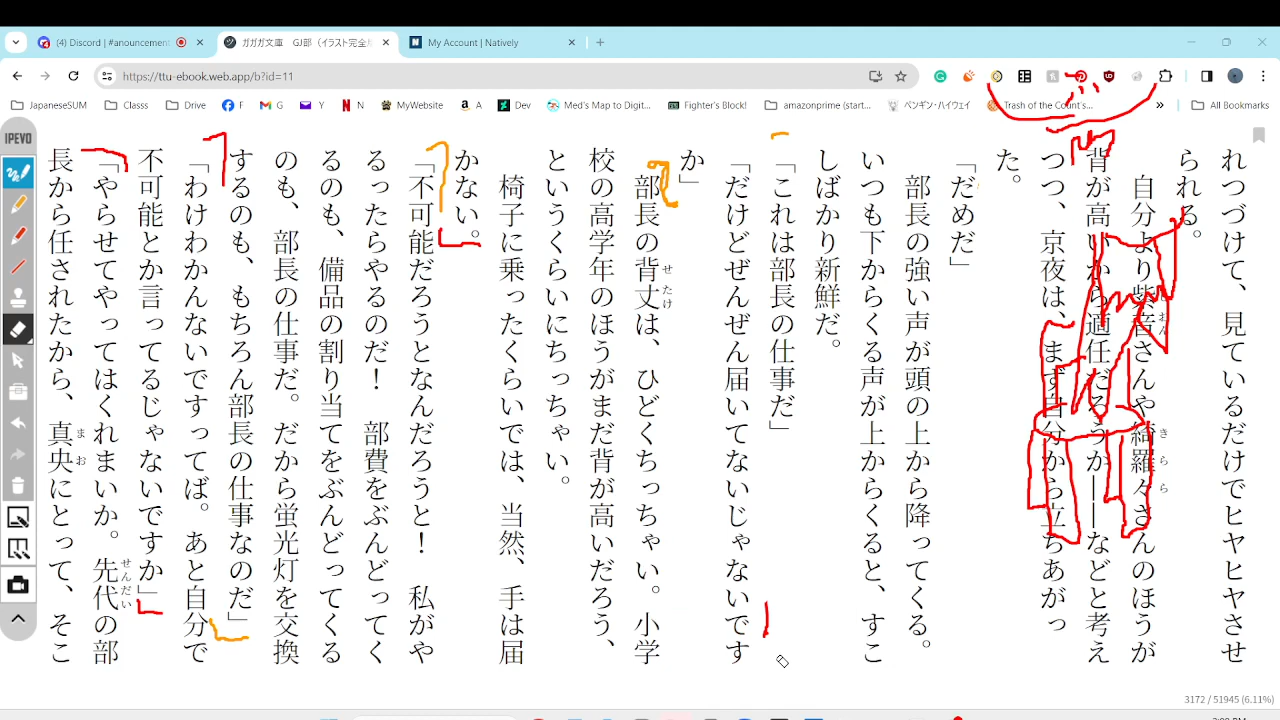 (4) Discord | #anouncement
ガガガ文庫 GJ部（イラスト完全版
My Account | Natively
https://ttu-ebook.web.app/b?id=11
JapaneseSUM
Classs
Drive
F
G
Y
N
MyWebsite
A
Dev
Med's Map to Digit...
Fighter's Block!
amazonprime (start...
ペンギン・ハイウェイ
Trash of the Count's...
All Bookmarks
IPEVO
れつづけて、見ているだけでヒヤヒヤさせ
られる。
自分より紫音さんや綺羅々さんのほうが
背が高いから適任だろうか――などと考え
つつ、京夜は、まず自分から立ちあがっ
た。
「だめだ」
部長の強い声が頭の上から降ってくる。
いつも下からくる声が上からくると、すこ
しばかり新鮮だ。
「これは部長の仕事だ」
「だけどぜんぜん届いてないじゃないです
か」
部長の背丈は、ひどくちっちゃい。小学
校の高学年のほうがまだ背が高いだろう、
というくらいにちっちゃい。
椅子に乗ったくらいでは、当然、手は届
かない。
「不可能だろうとなんだろうと！　私がや
るったらやるのだ！　部費をぶんどってく
るのも、備品の割り当てをぶんどってくる
のも、部長の仕事だ。だから蛍光灯を交換
するのも、もちろん部長の仕事なのだ」
「わけわかんないですってば。あと自分で
不可能とか言ってるじゃないですか」
「やらせてやってはくれまいか。先代の部
長から任されたから、真央にとって、そこ
3172 / 51945 (6.11%)